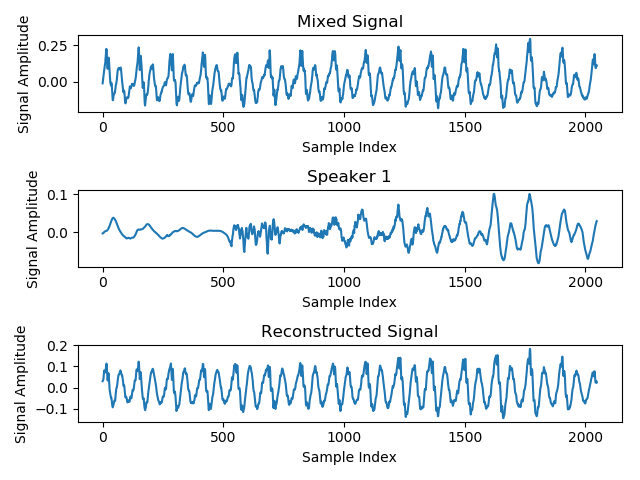 Mixed Signal
Signal Amplitude
0.25
0.00
0 500 1000 1500 2000
Sample Index
Speaker 1
Signal Amplitude
0.1
0.0
0 500 1000 1500 2000
Sample Index
Reconstructed Signal
Signal Amplitude
0.2
0.1
0.0
−0.1
0 500 1000 1500 2000
Sample Index